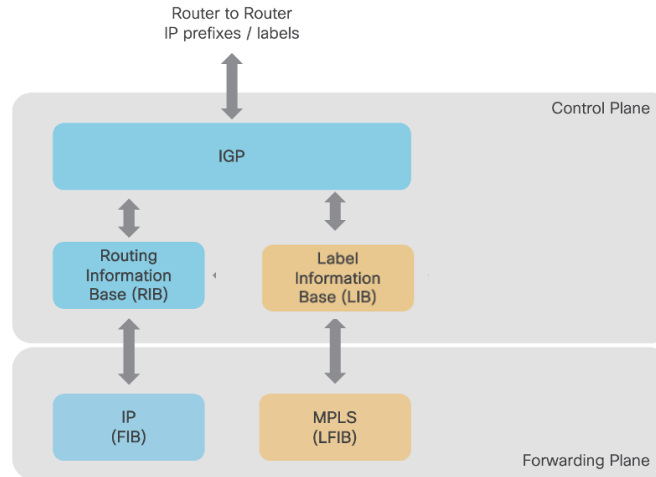 Router to Router
IP prefixes / labels
Control Plane
IGP
Routing
Information
Base (RIB)
Label
Information
Base (LIB)
IP
(FIB)
MPLS
(LFIB)
Forwarding Plane